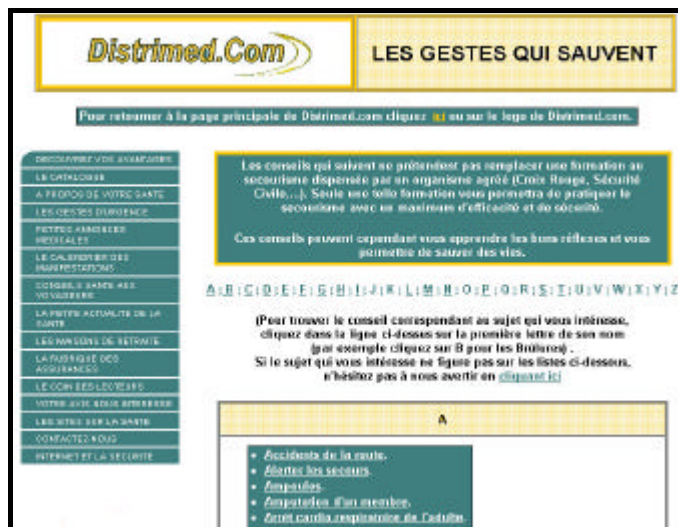 Distrimed.Com
LES GESTES QUI SAUVENT
Pour retourner à la page principale de Distrimed.com cliquez ici ou sur le logo de Distrimed.com.
DECOUVREZ VOS AVANTAGES
LE CATALOGUE
A PROPOS DE VOTRE SANTE
LES GESTES D'URGENCE
PETITES ANNONCES
MEDICALES
LE CALENDRIER DES
MANIFESTATIONS
CONSEILS SANTE AUX
VOYAGEURS
LA PETITE ACTUALITE DE LA
SANTE
LES MAISONS DE RETRAITE
LA RUBRIQUE DES
ASSURANCES
LE COIN DES LECTEURS
VOTRE AVIS NOUS INTERESSE
LES SITES SUR LA SANTE
CONTACTEZ NOUS
INTERNET ET LA SECURITE
Les conseils qui suivent ne prétendent pas remplacer une formation au
secourisme dispensée par un organisme agréé (Croix Rouge, Sécurité
Civile,...). Seule une telle formation vous permettra de pratiquer le
secourisme avec un maximum d'efficacité et de sécurité.
Ces conseils peuvent cependant vous apprendre les bons réflexes et vous
permettre de sauver des vies.
A | B | C | D | E | F | G | H | I | J | K | L | M | N | O | P | Q | R | S | T | U | V | W | X | Y | Z
(Pour trouver le conseil correspondant au sujet qui vous intéresse,
cliquez dans la ligne ci-dessus sur la première lettre de son nom
(par exemple cliquez sur B pour les Brûlures) .
Si le sujet qui vous intéresse ne figure pas sur les listes ci-dessous,
n'hésitez pas à nous avertir en cliquant ici
A
• Accidents de la route.
• Alerter les secours.
• Ampoules.
• Amputation d'un membre.
• Arrêt cardio respiratoire de l'adulte.